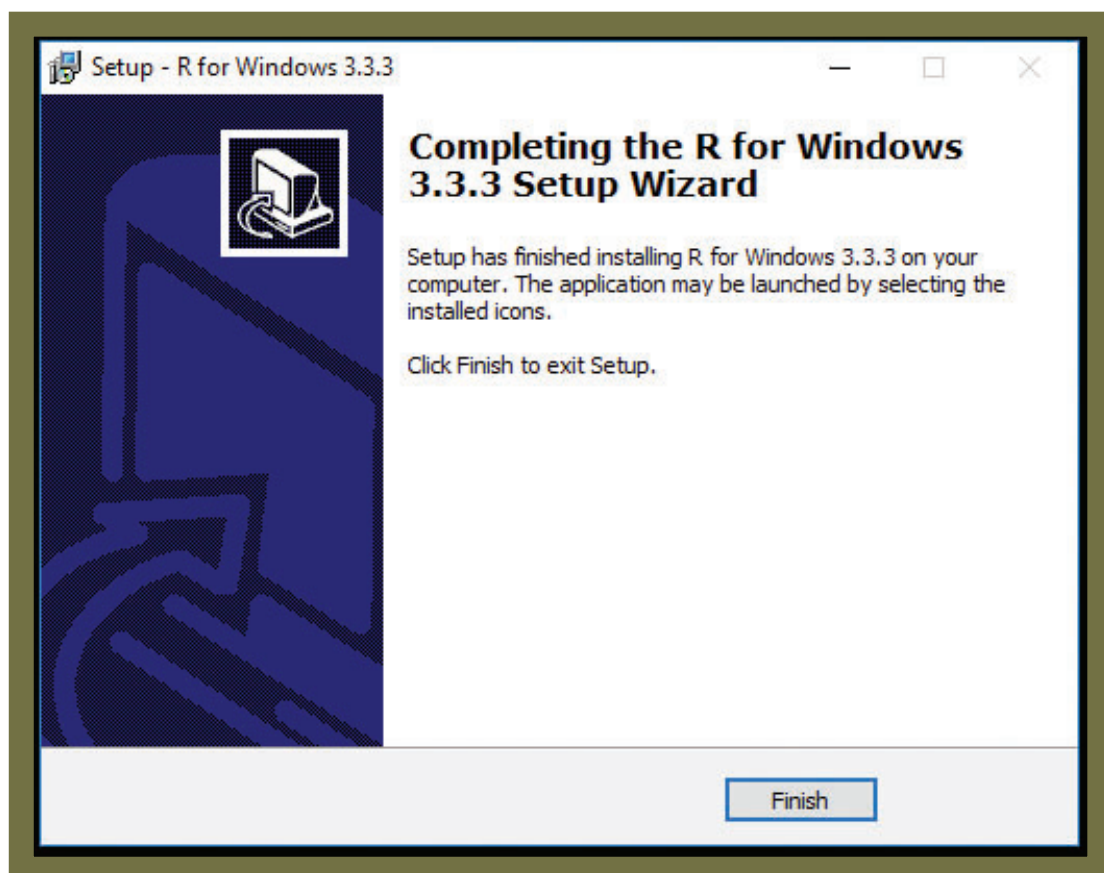 Setup - R for Windows 3.3.3
Completing the R for Windows
3.3.3 Setup Wizard
Setup has finished installing R for Windows 3.3.3 on your
computer. The application may be launched by selecting the
installed icons.
Click Finish to exit Setup.
Finish